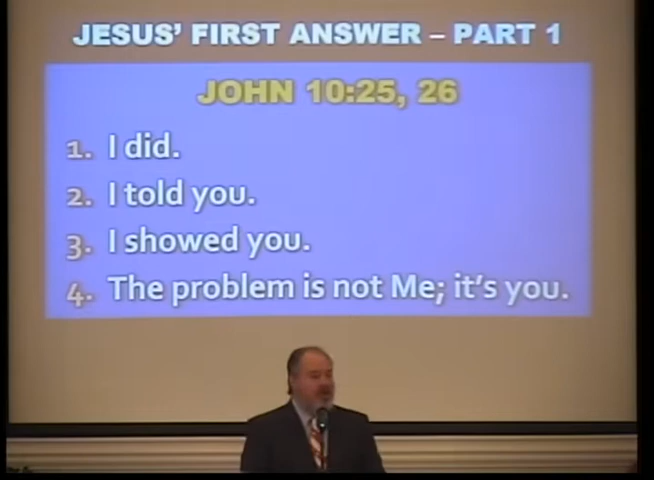 JESUS' FIRST ANSWER – PART 1
JOHN 10:25, 26
1. I did.
2. I told you.
3. I showed you.
4. The problem is not Me; it's you.